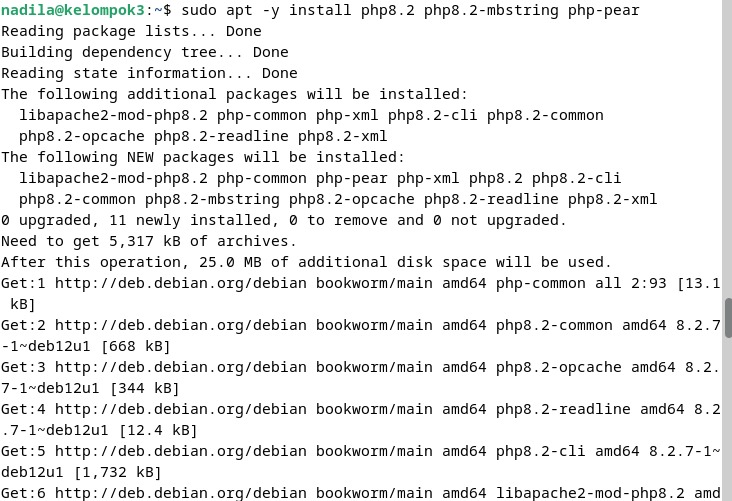 nadila@kelompok3:~$ sudo apt -y install php8.2 php8.2-mbstring php-pear
Reading package lists... Done
Building dependency tree... Done
Reading state information... Done
The following additional packages will be installed:
  libapache2-mod-php8.2 php-common php-xml php8.2-cli php8.2-common
  php8.2-opcache php8.2-readline php8.2-xml
The following NEW packages will be installed:
  libapache2-mod-php8.2 php-common php-pear php-xml php8.2 php8.2-cli
  php8.2-common php8.2-mbstring php8.2-opcache php8.2-readline php8.2-xml
0 upgraded, 11 newly installed, 0 to remove and 0 not upgraded.
Need to get 5,317 kB of archives.
After this operation, 25.0 MB of additional disk space will be used.
Get:1 http://deb.debian.org/debian bookworm/main amd64 php-common all 2:93 [13.1
 kB]
Get:2 http://deb.debian.org/debian bookworm/main amd64 php8.2-common amd64 8.2.7
-1~deb12u1 [668 kB]
Get:3 http://deb.debian.org/debian bookworm/main amd64 php8.2-opcache amd64 8.2.
7-1~deb12u1 [344 kB]
Get:4 http://deb.debian.org/debian bookworm/main amd64 php8.2-readline amd64 8.2
.7-1~deb12u1 [12.4 kB]
Get:5 http://deb.debian.org/debian bookworm/main amd64 php8.2-cli amd64 8.2.7-1~
deb12u1 [1,732 kB]
Get:6 http://deb.debian.org/debian bookworm/main amd64 libapache2-mod-php8.2 amd